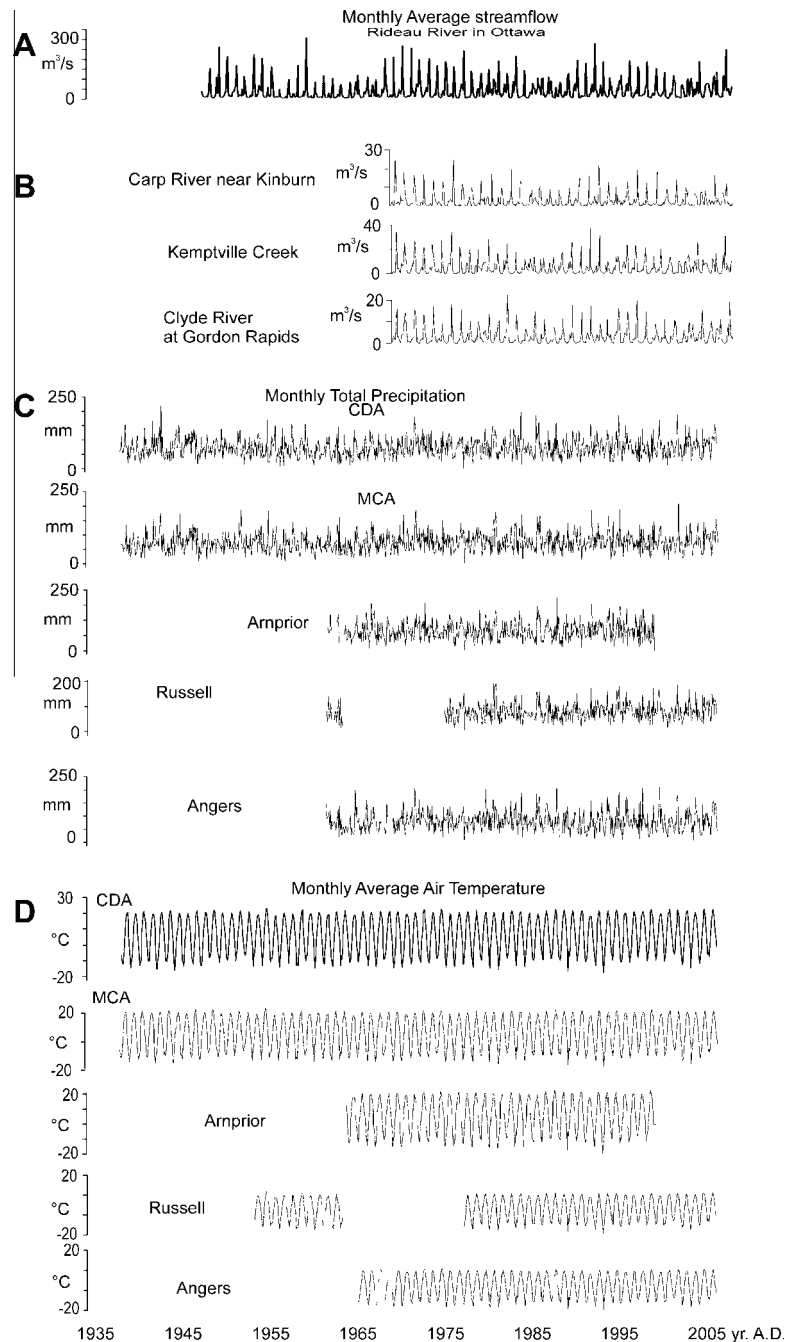 Monthly Average streamflow
Rideau River in Ottawa
A
300
m³/s
0
B
30
Carp River near Kinburn
m³/s
0
40
Kemptville Creek
m³/s
0
20
Clyde River
at Gordon Rapids
m³/s
0
C
250
Monthly Total Precipitation
CDA
mm
0
250
MCA
mm
0
250
Arnprior
mm
0
200
Russell
mm
0
250
Angers
mm
0
D
30
Monthly Average Air Temperature
CDA
°C
-20
MCA
20
°C
-20
20
Arnprior
°C
-20
20
Russell
°C
-20
20
Angers
°C
-20
1935 1945 1955 1965 1975 1985 1995 2005 yr. A.D.